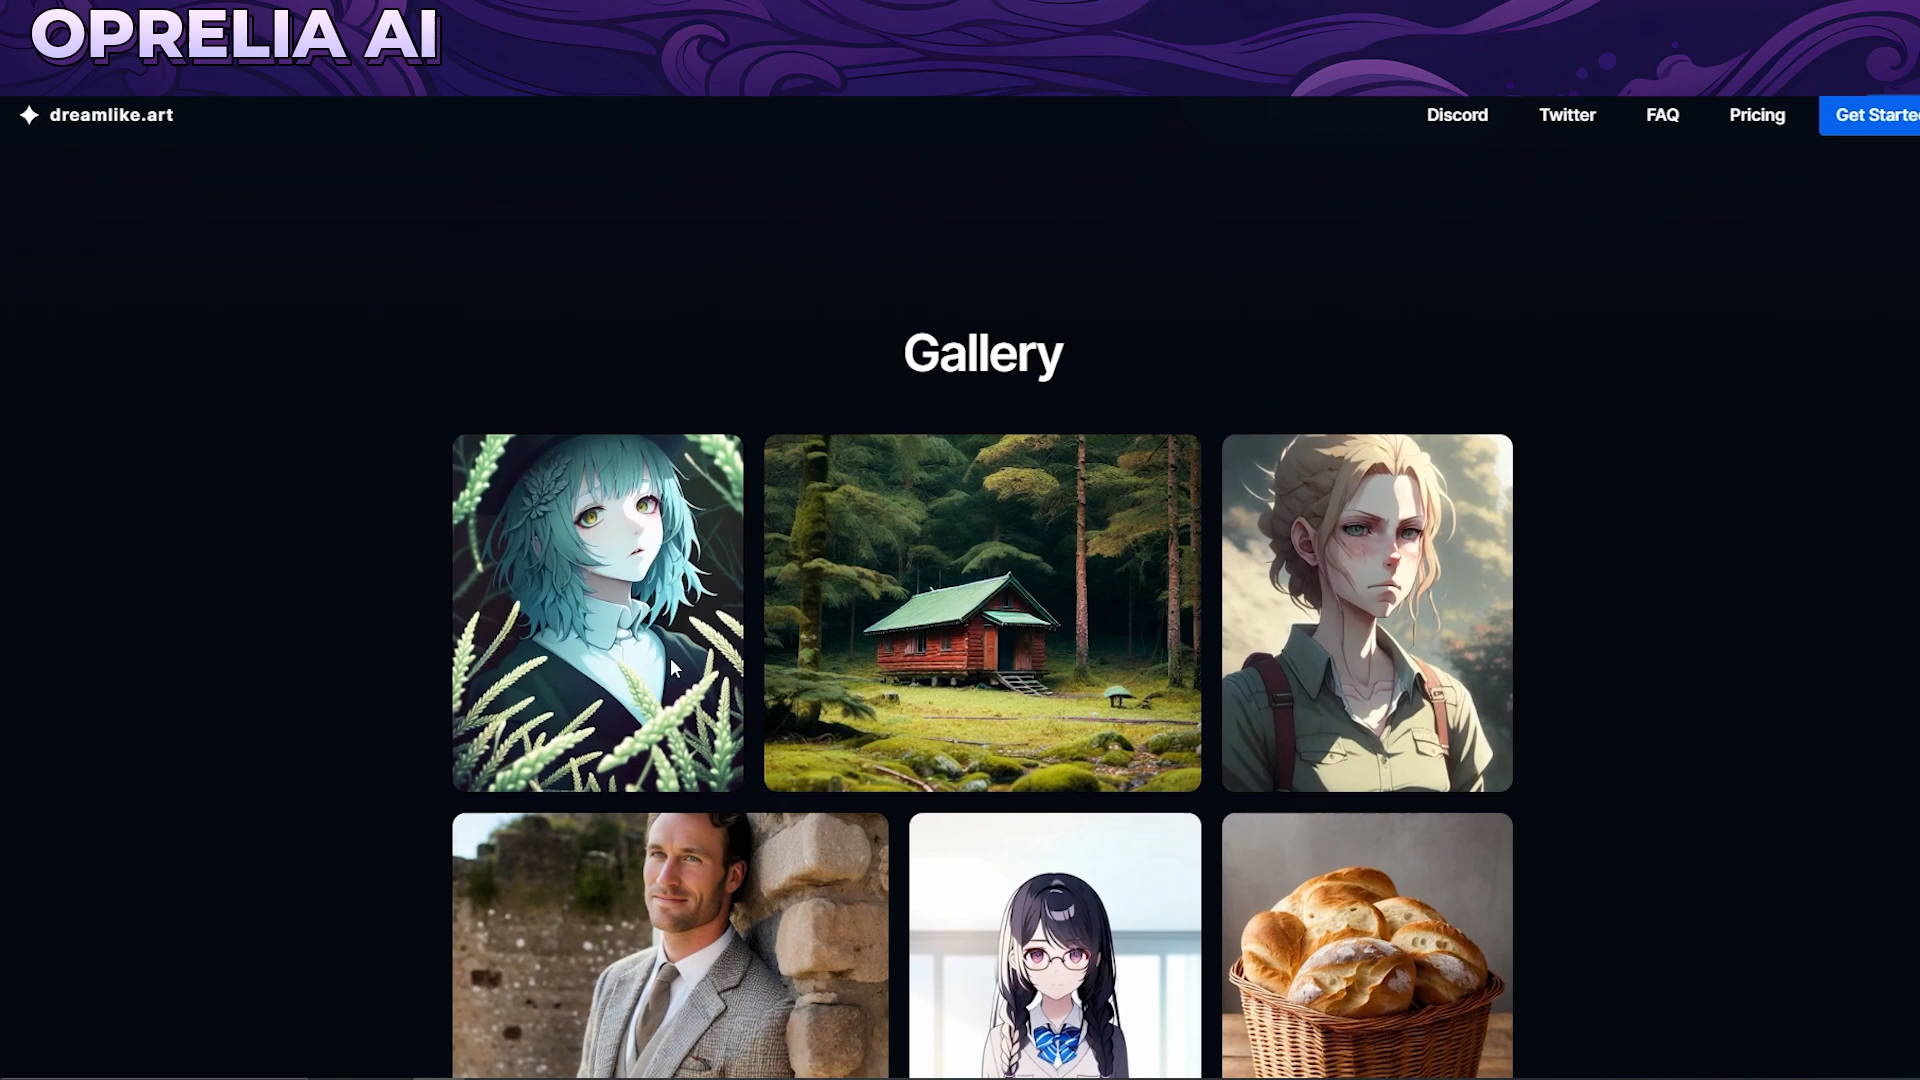 OPRELIA AI
dreamlike.art
Discord
Twitter
FAQ
Pricing
Get Starte
Gallery